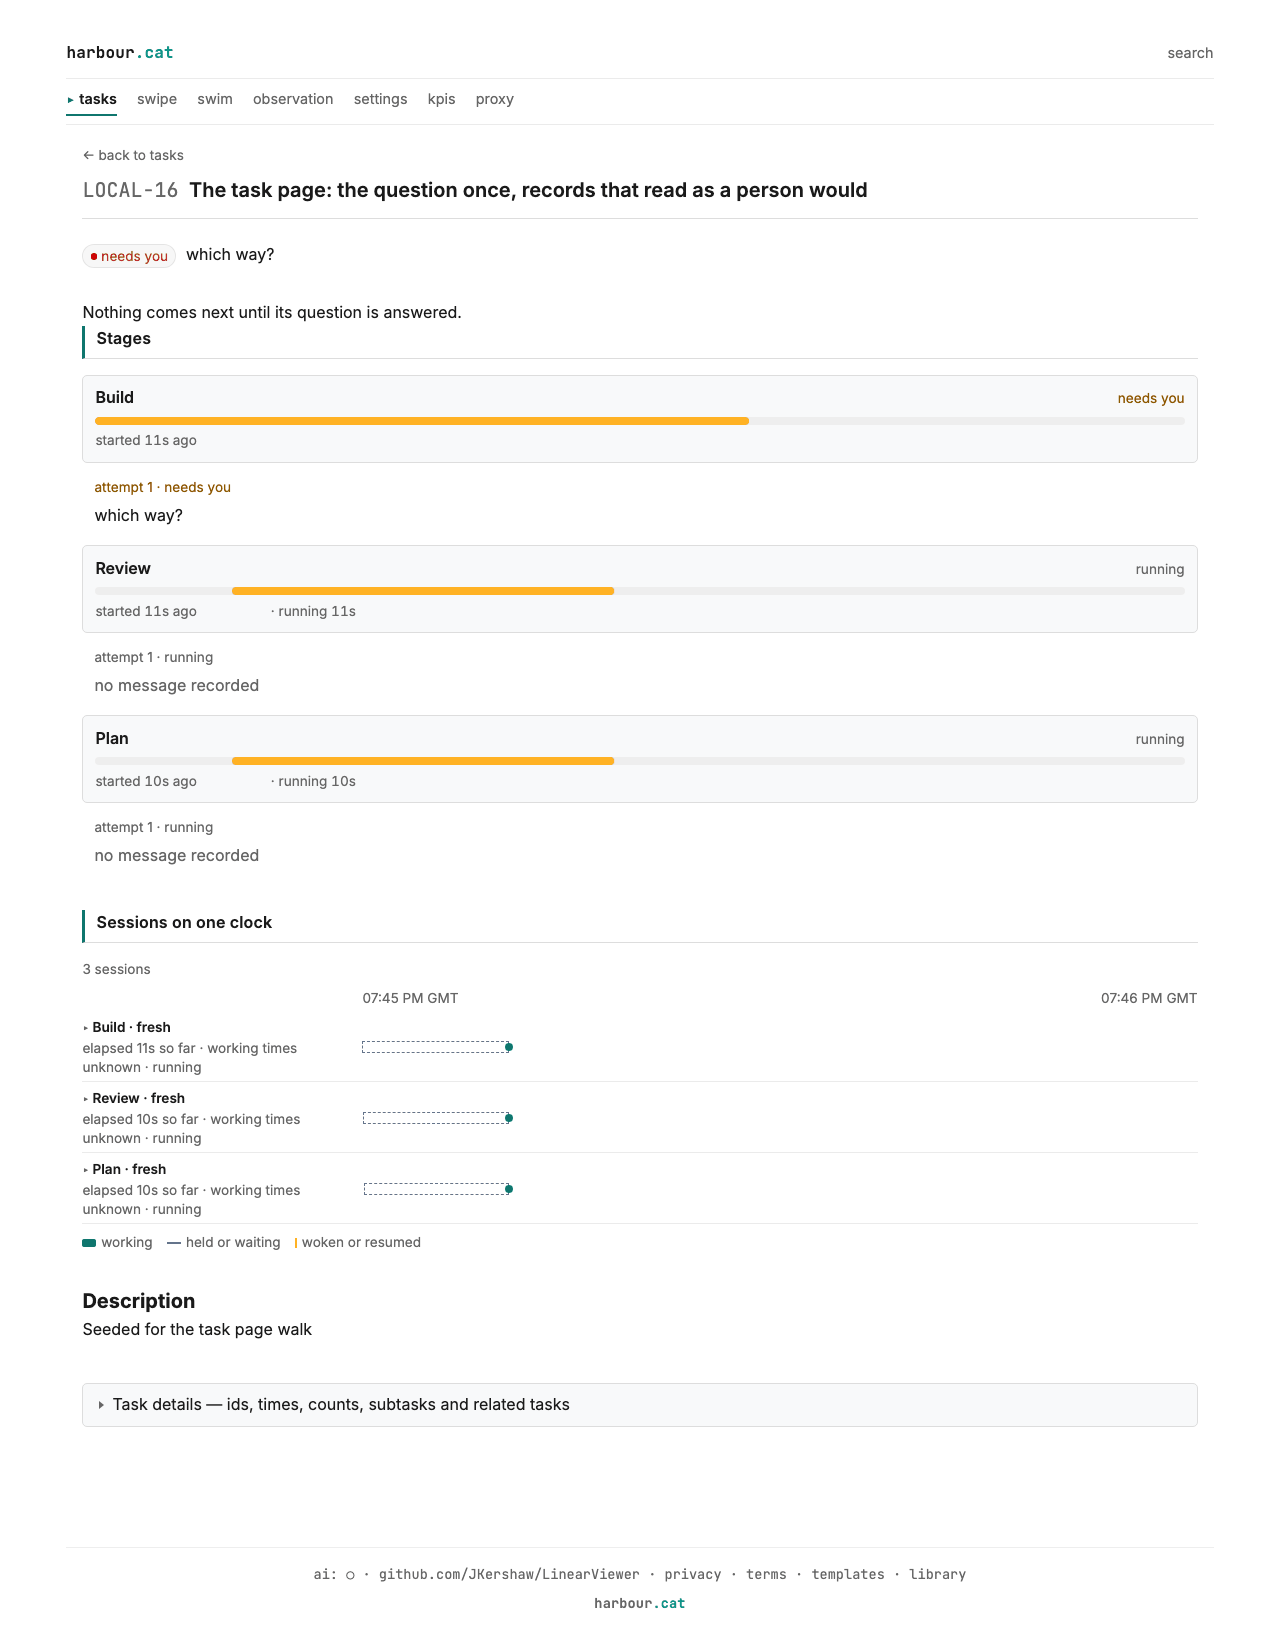 harbour.cat
search
▸ tasks swipe swim observation settings kpis proxy
← back to tasks
LOCAL-16 The task page: the question once, records that read as a person would
needs you which way?
Nothing comes next until its question is answered.
Stages
Build needs you
started 11s ago
attempt 1 · needs you
which way?
Review running
started 11s ago · running 11s
attempt 1 · running
no message recorded
Plan running
started 10s ago · running 10s
attempt 1 · running
no message recorded
Sessions on one clock
3 sessions
07:45 PM GMT 07:46 PM GMT
▸ Build · fresh
elapsed 11s so far · working times
unknown · running
▸ Review · fresh
elapsed 10s so far · working times
unknown · running
▸ Plan · fresh
elapsed 10s so far · working times
unknown · running
working held or waiting woken or resumed
Description
Seeded for the task page walk
▸ Task details — ids, times, counts, subtasks and related tasks
ai: ○ · github.com/JKershaw/LinearViewer · privacy · terms · templates · library
harbour.cat